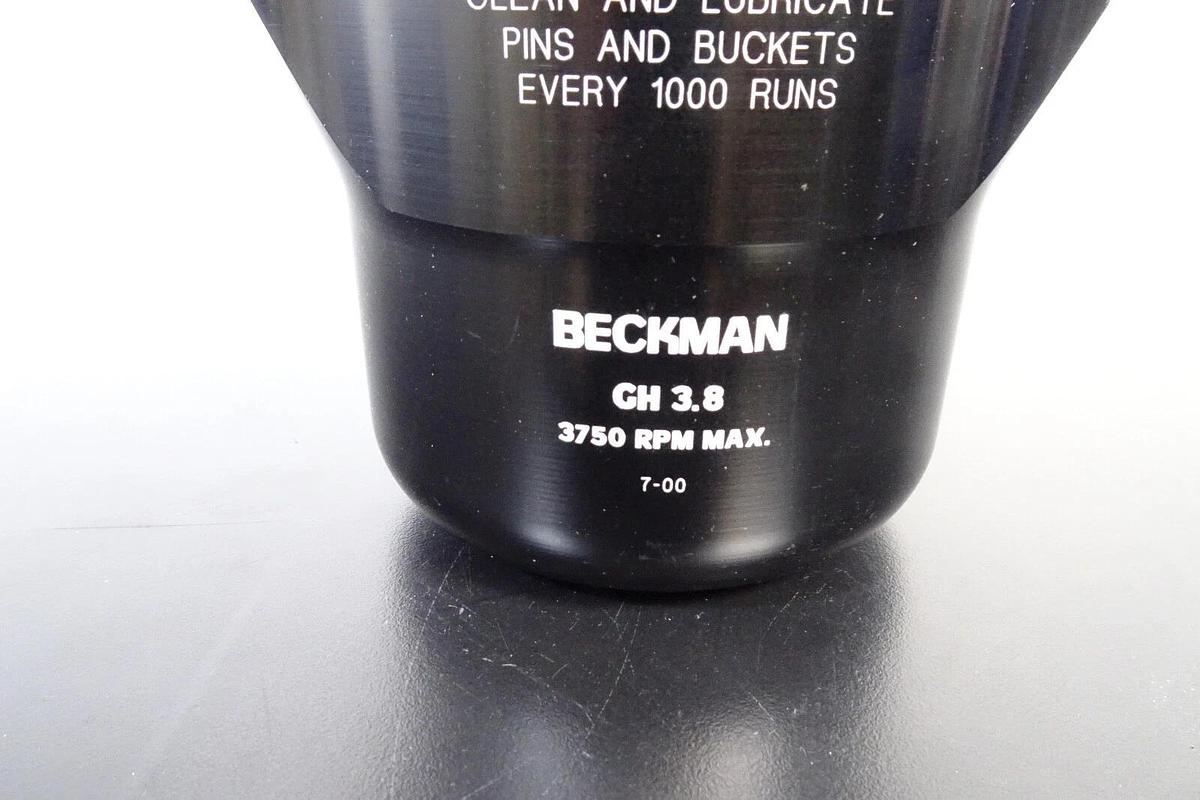 CLEAN AND LUBRICATE
PINS AND BUCKETS
EVERY 1000 RUNS
BECKMAN
GH 3.8
3750 RPM MAX.
7-00